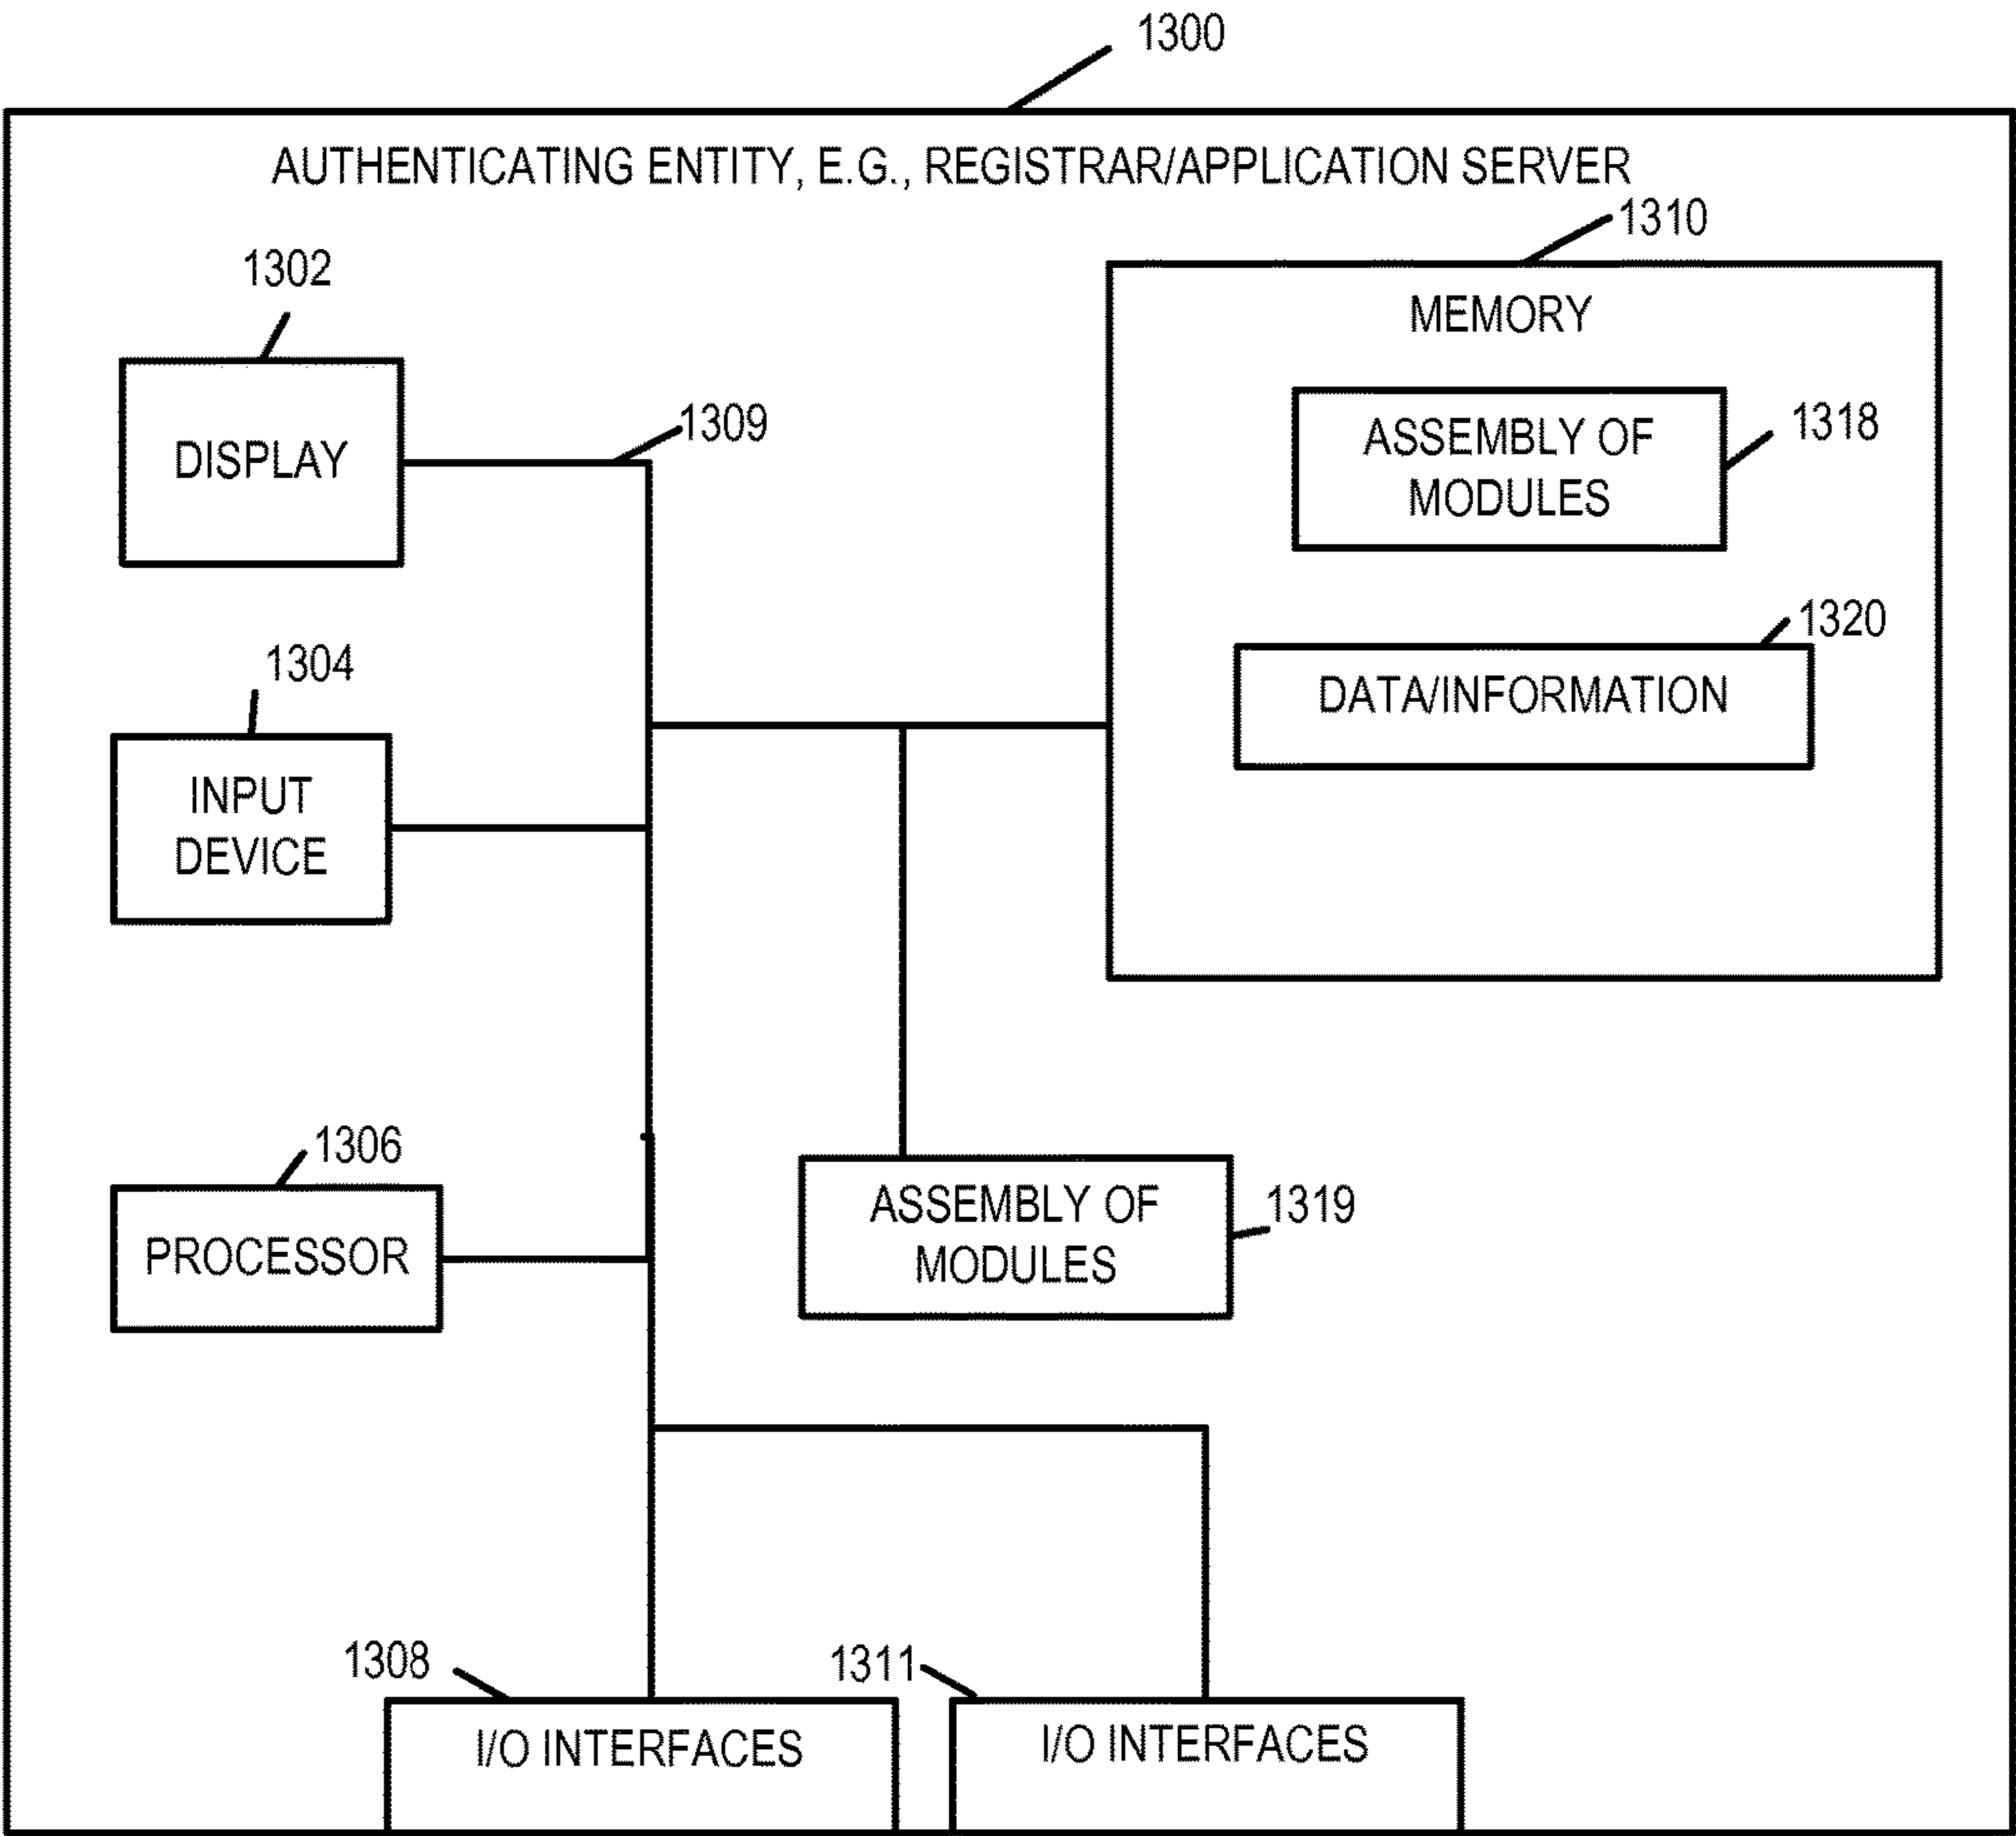 1300
AUTHENTICATING ENTITY, E.G., REGISTRAR/APPLICATION SERVER
1310
MEMORY
1302
DISPLAY
1309
ASSEMBLY OF
MODULES
1318
1320
DATA/INFORMATION
1304
INPUT
DEVICE
1306
PROCESSOR
ASSEMBLY OF
MODULES
1319
1308
I/O INTERFACES
1311
I/O INTERFACES